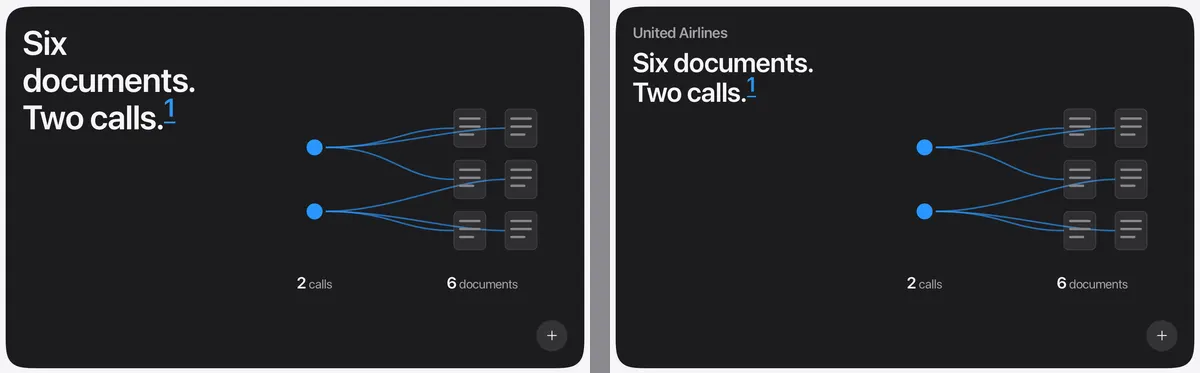 Six
documents.
Two calls.1
2 calls
6 documents
+
United Airlines
Six documents.
Two calls.1
2 calls
6 documents
+